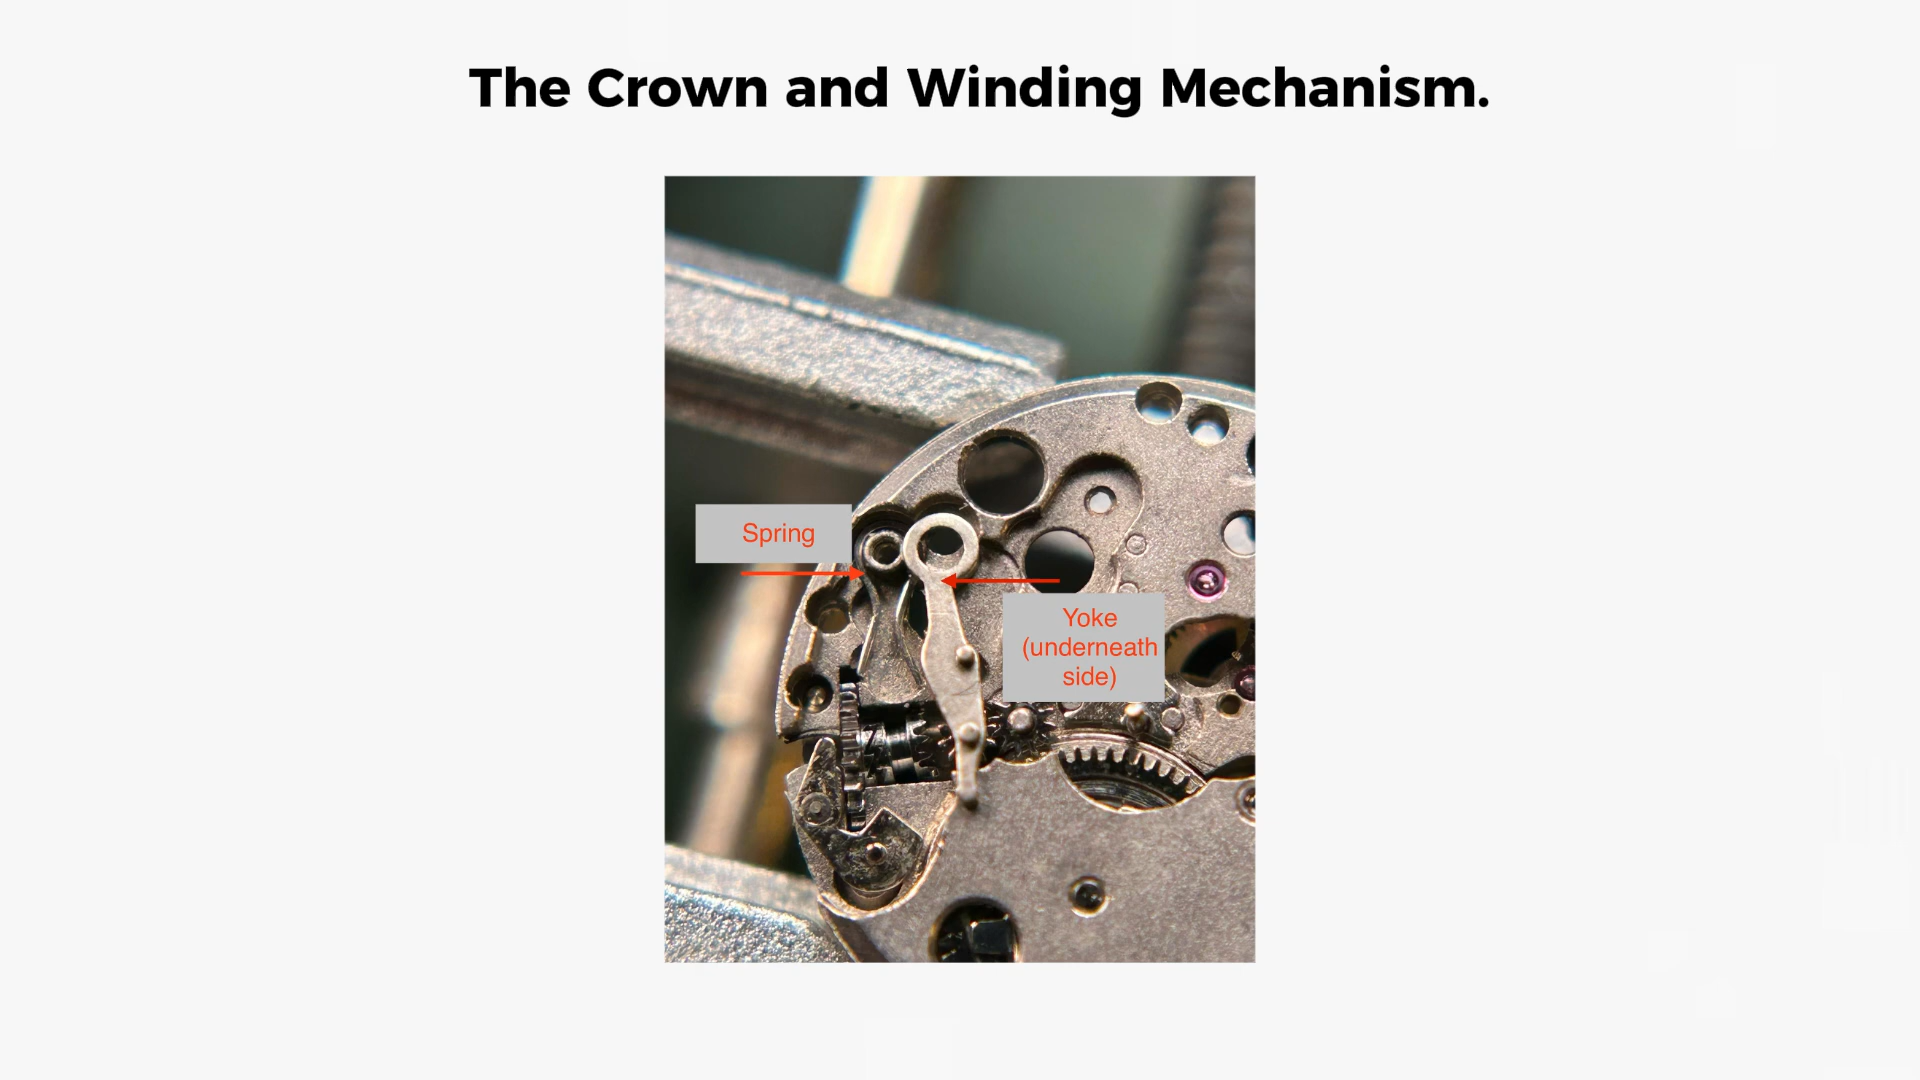 The Crown and Winding Mechanism.
Spring
Yoke
(underneath
side)